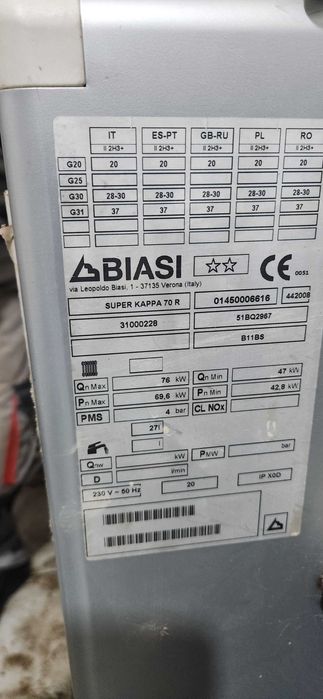 IT ES-PT GB-RU PL RO
II 2H3+ II 2H3+ II 2H3+ II 2H3+ II 2H3+
G20 20 20 20 20 20
G25
G30 28-30 28-30 28-30 28-30 28-30
G31 37 37 37 37 37
BIASI CE 0051
via Leopoldo Biasi, 1 - 37135 Verona (Italy)
SUPER KAPPA 70 R 01450006616 442008
31000228 51BQ2967
B11BS
Qn Max 76 kW Qn Min 47 kW
Pn Max 69,6 kW Pn Min 42,8 kW
PMS 4 bar CL NOx
27l
l
Qnw kW PMW bar
D l/min
230 V ~ 50 Hz 20 IP X0D